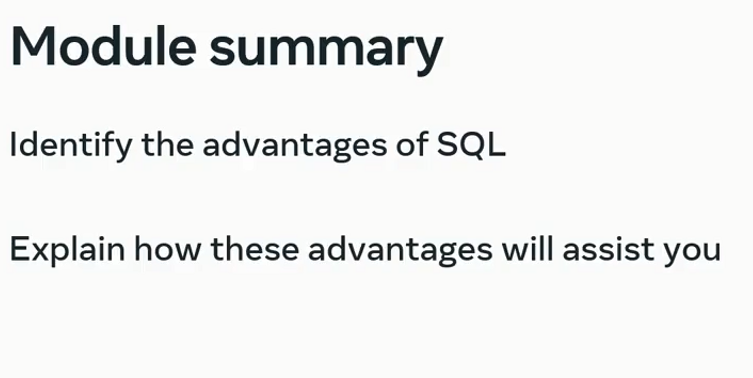 Module summary
Identify the advantages of SQL
Explain how these advantages will assist you